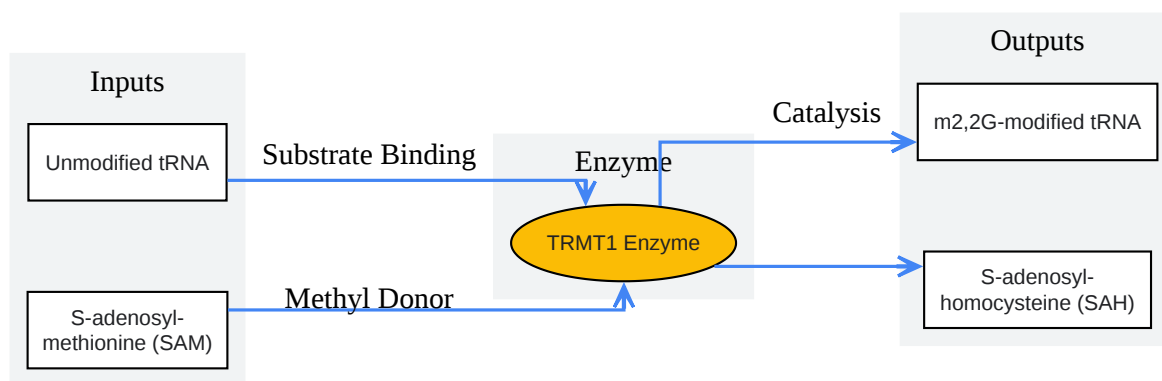 Inputs
Unmodified tRNA
S-adenosyl-
methionine (SAM)
Substrate Binding
Methyl Donor
Enzyme
TRMT1 Enzyme
Catalysis
Outputs
m2,2G-modified tRNA
S-adenosyl-
homocysteine (SAH)